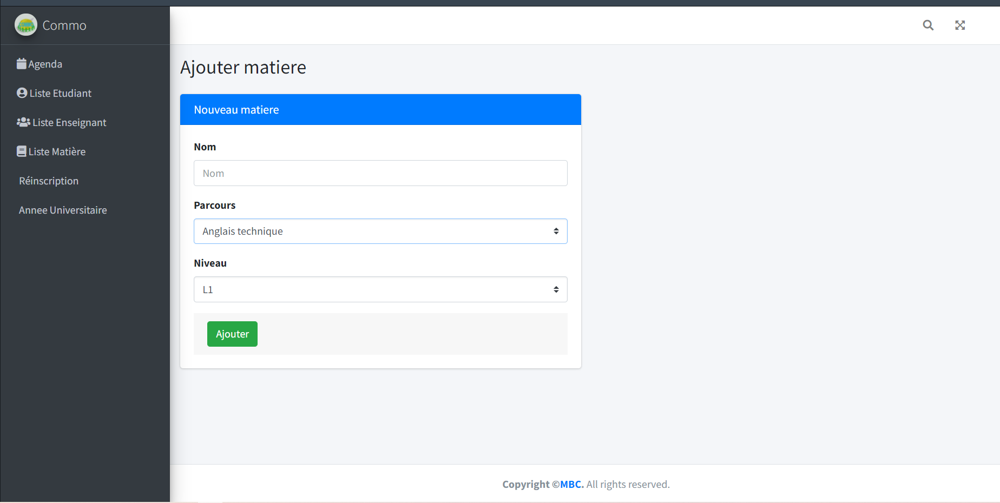 Commo
Agenda
Liste Etudiant
Liste Enseignant
Liste Matière
Réinscription
Annee Universitaire
Ajouter matiere
Nouveau matiere
Nom
Nom
Parcours
Anglais technique
Niveau
L1
Ajouter
Copyright ©MBC. All rights reserved.